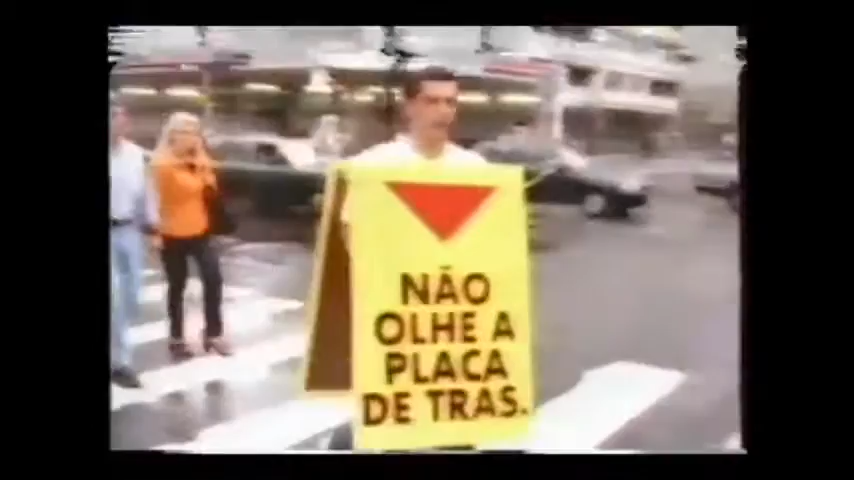 NÃO
OLHE A
PLACA
DE TRAS.